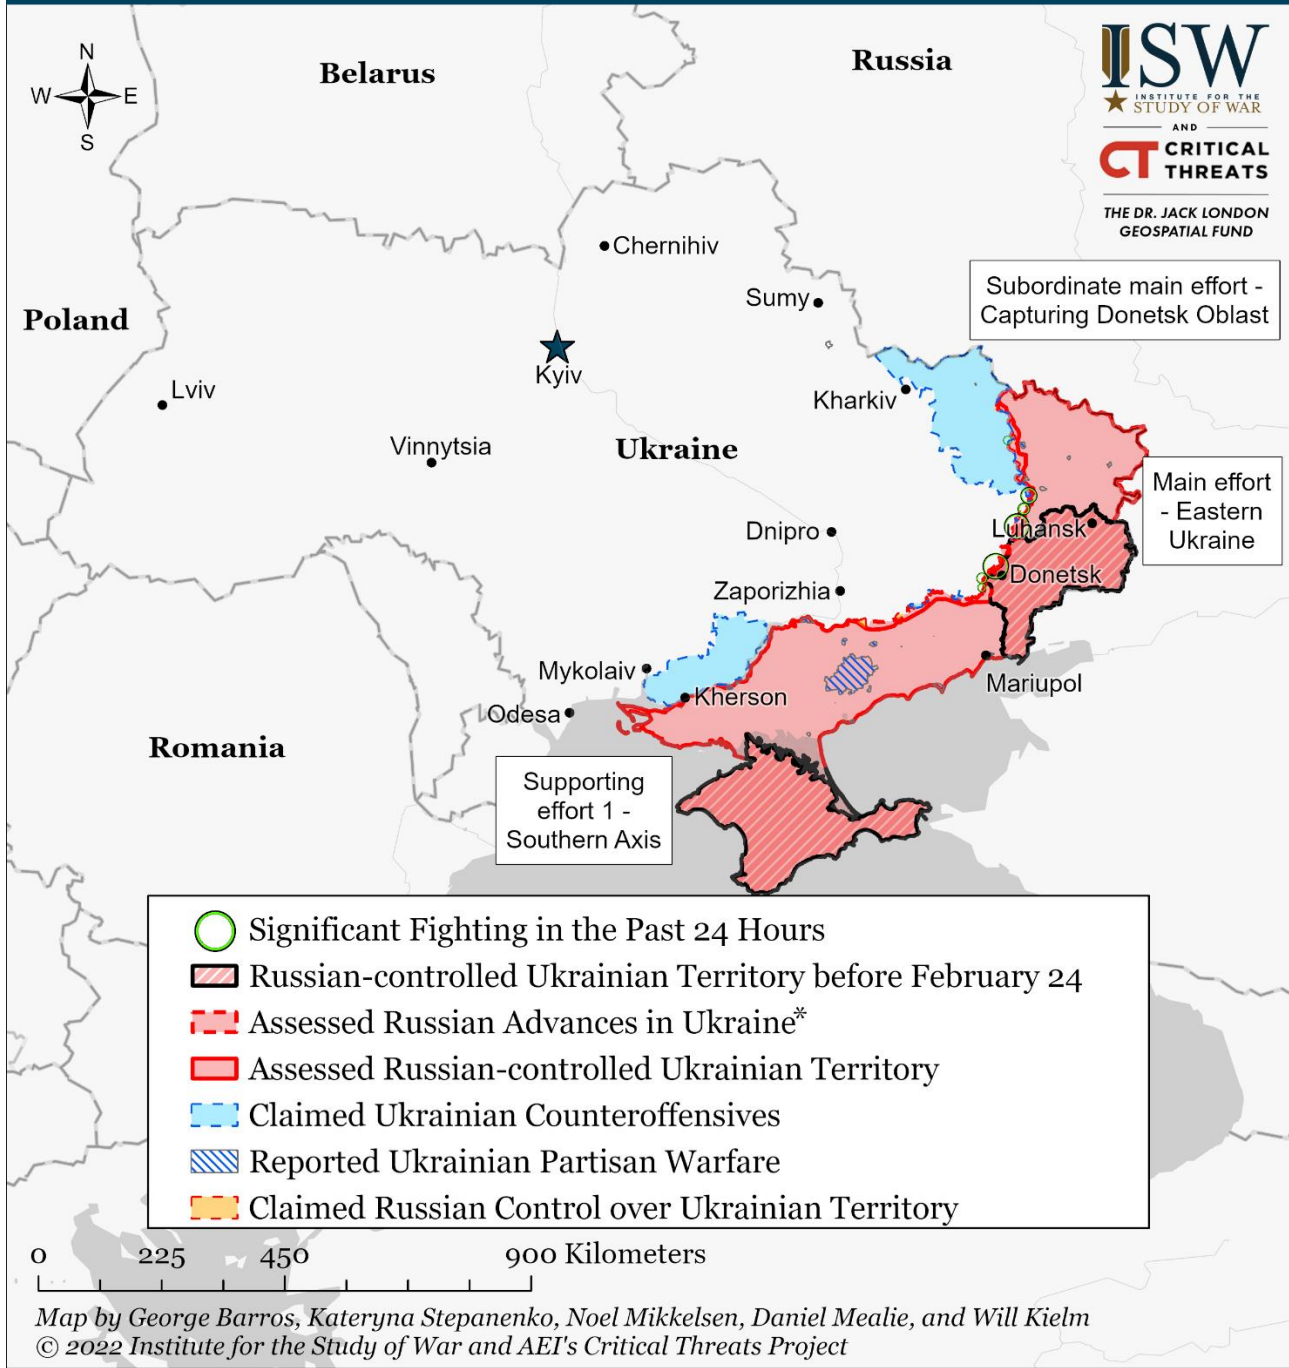 N
W
E
S
Belarus
Russia
ISW
INSTITUTE FOR THE
STUDY OF WAR
AND
CT CRITICAL
THREATS
THE DR. JACK LONDON
GEOSPATIAL FUND
Chernihiv
Sumy
Subordinate main effort -
Capturing Donetsk Oblast
Poland
Kyiv
Lviv
Kharkiv
Vinnytsia
Ukraine
Main effort
- Eastern
Ukraine
Dnipro
Luhansk
Donetsk
Zaporizhia
Mykolaiv
Mariupol
Kherson
Odesa
Romania
Supporting
effort 1 -
Southern Axis
Significant Fighting in the Past 24 Hours
Russian-controlled Ukrainian Territory before February 24
Assessed Russian Advances in Ukraine*
Assessed Russian-controlled Ukrainian Territory
Claimed Ukrainian Counteroffensives
Reported Ukrainian Partisan Warfare
Claimed Russian Control over Ukrainian Territory
0 225 450 900 Kilometers
Map by George Barros, Kateryna Stepanenko, Noel Mikkelsen, Daniel Mealie, and Will Kielm
© 2022 Institute for the Study of War and AEI's Critical Threats Project